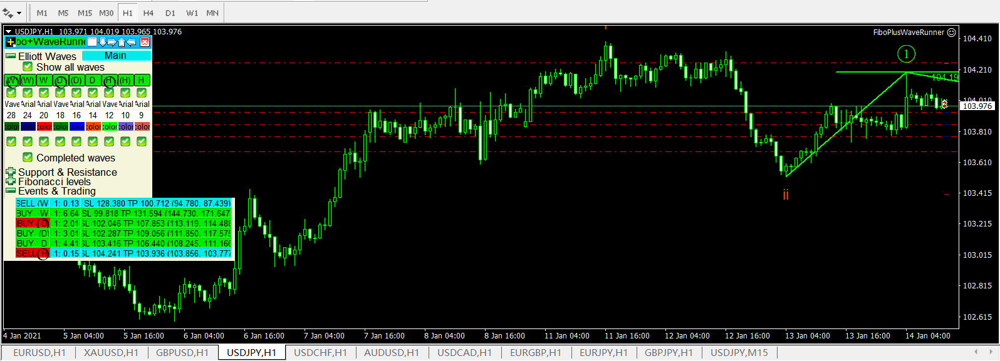 M1 M5 M15 M30 H1 H4 D1 W1 MN
USDJPY,H1 103.971 104.019 103.965 103.976
FiboPlusWaveRunner
bo+WaveRunne
Elliott Waves Main
Show all waves
W (W) W D (D) D H (H) H
Wave Arial Arial Wave Arial Arial Wave Arial Arial
28 24 20 18 16 14 12 10 9
color color color color color color color color color
Completed waves
Support & Resistance
Fibonacci levels
Events & Trading
SELL (W 1: 0.13 SL 128.380 TP 100.712 (94.780. 87.439)
BUY W 1: 6.64 SL 99.818 TP 131.594 (144.730. 171.647
BUY (D) 1: 2.01 SL 102.046 TP 107.853 (113.119. 114.488
BUY (D) 1: 3.01 SL 102.287 TP 109.056 (111.850. 117.575
BUY D 1: 4.41 SL 103.416 TP 106.440 (108.245. 111.166
SELL (H) 1: 0.15 SL 104.241 TP 103.936 (103.856. 103.777
1
104.19
ii
104.410
104.210
104.010
103.976
103.810
103.610
103.415
103.215
103.015
102.815
102.615
4 Jan 2021 5 Jan 04:00 5 Jan 16:00 6 Jan 04:00 6 Jan 16:00 7 Jan 04:00 7 Jan 16:00 8 Jan 04:00 8 Jan 16:00 11 Jan 04:00 11 Jan 16:00 12 Jan 04:00 12 Jan 16:00 13 Jan 04:00 13 Jan 16:00 14 Jan 04:00
EURUSD,H1 XAUUSD,H1 GBPUSD,H1 USDJPY,H1 USDCHF,H1 AUDUSD,H1 USDCAD,H1 EURGBP,H1 EURJPY,H1 GBPJPY,H1 USDJPY,M15